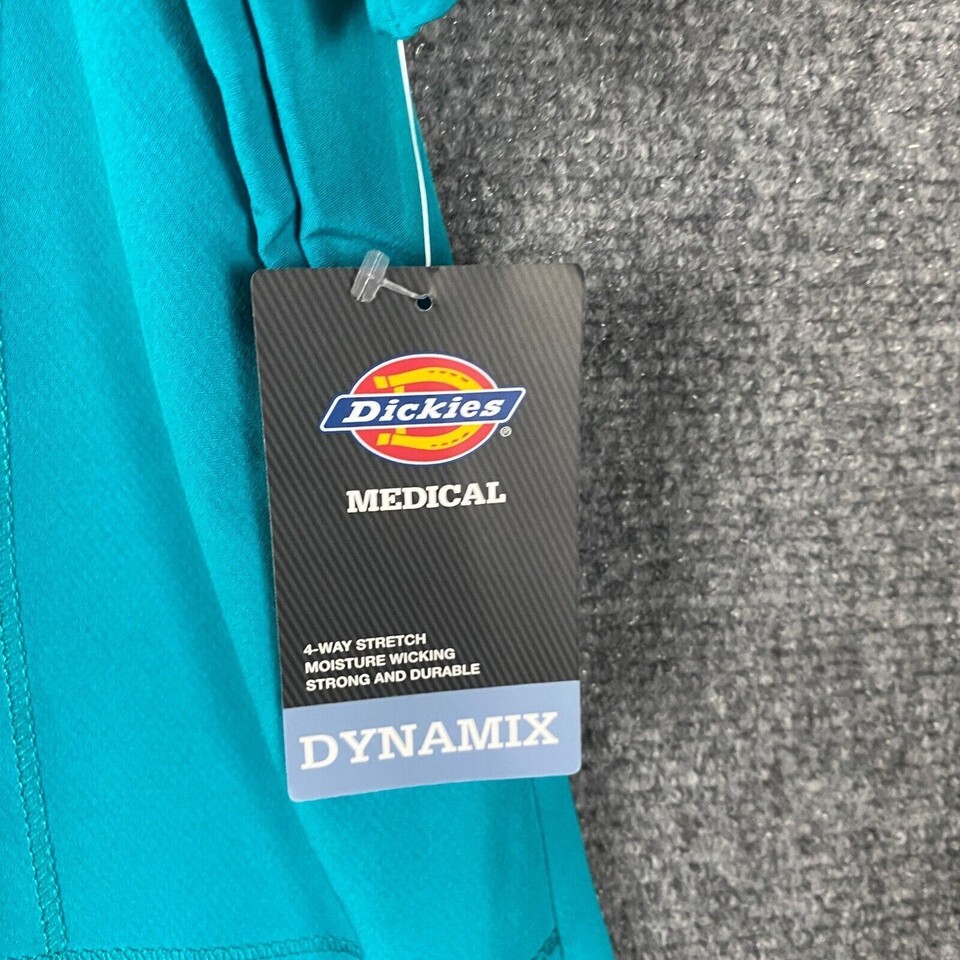 Dickies®
MEDICAL
4-WAY STRETCH
MOISTURE WICKING
STRONG AND DURABLE
DYNAMIX